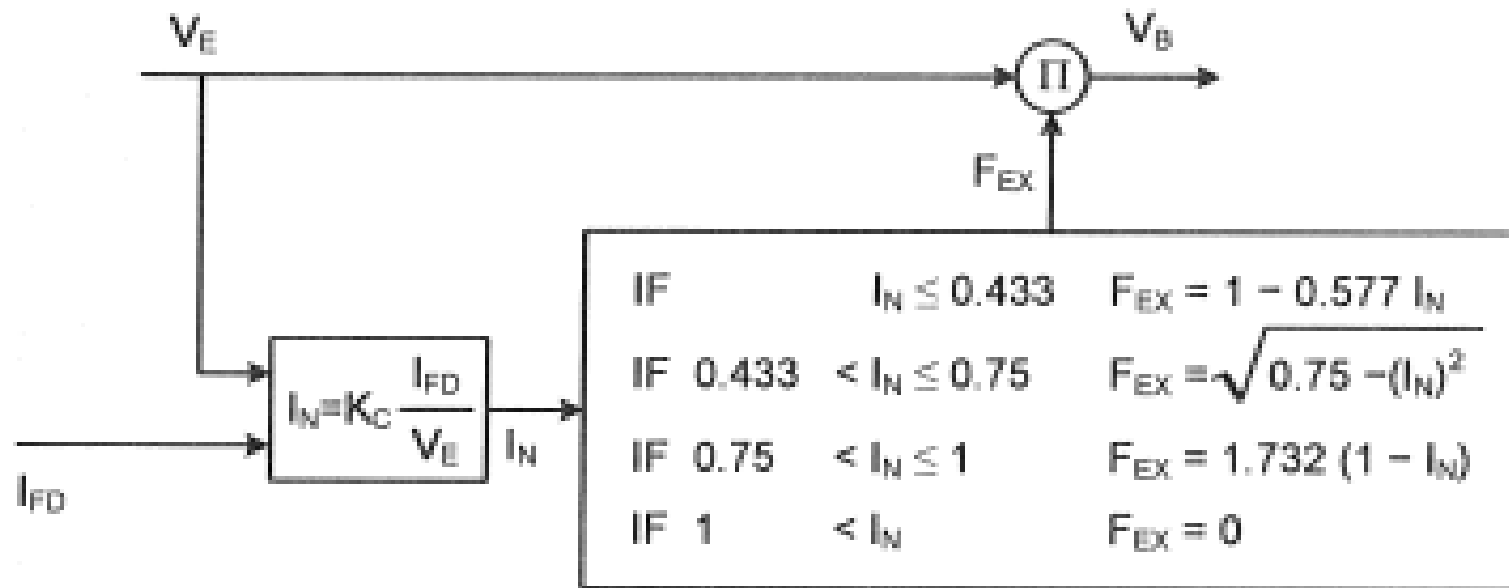 V_E
V_B
Π
F_EX
I_FD
I_N=K_C I_FD / V_E
I_N
IF I_N ≤ 0.433 F_EX = 1 − 0.577 I_N
IF 0.433 < I_N ≤ 0.75 F_EX = √ 0.75 −(I_N)²
IF 0.75 < I_N ≤ 1 F_EX = 1.732 (1 − I_N)
IF 1 < I_N F_EX = 0